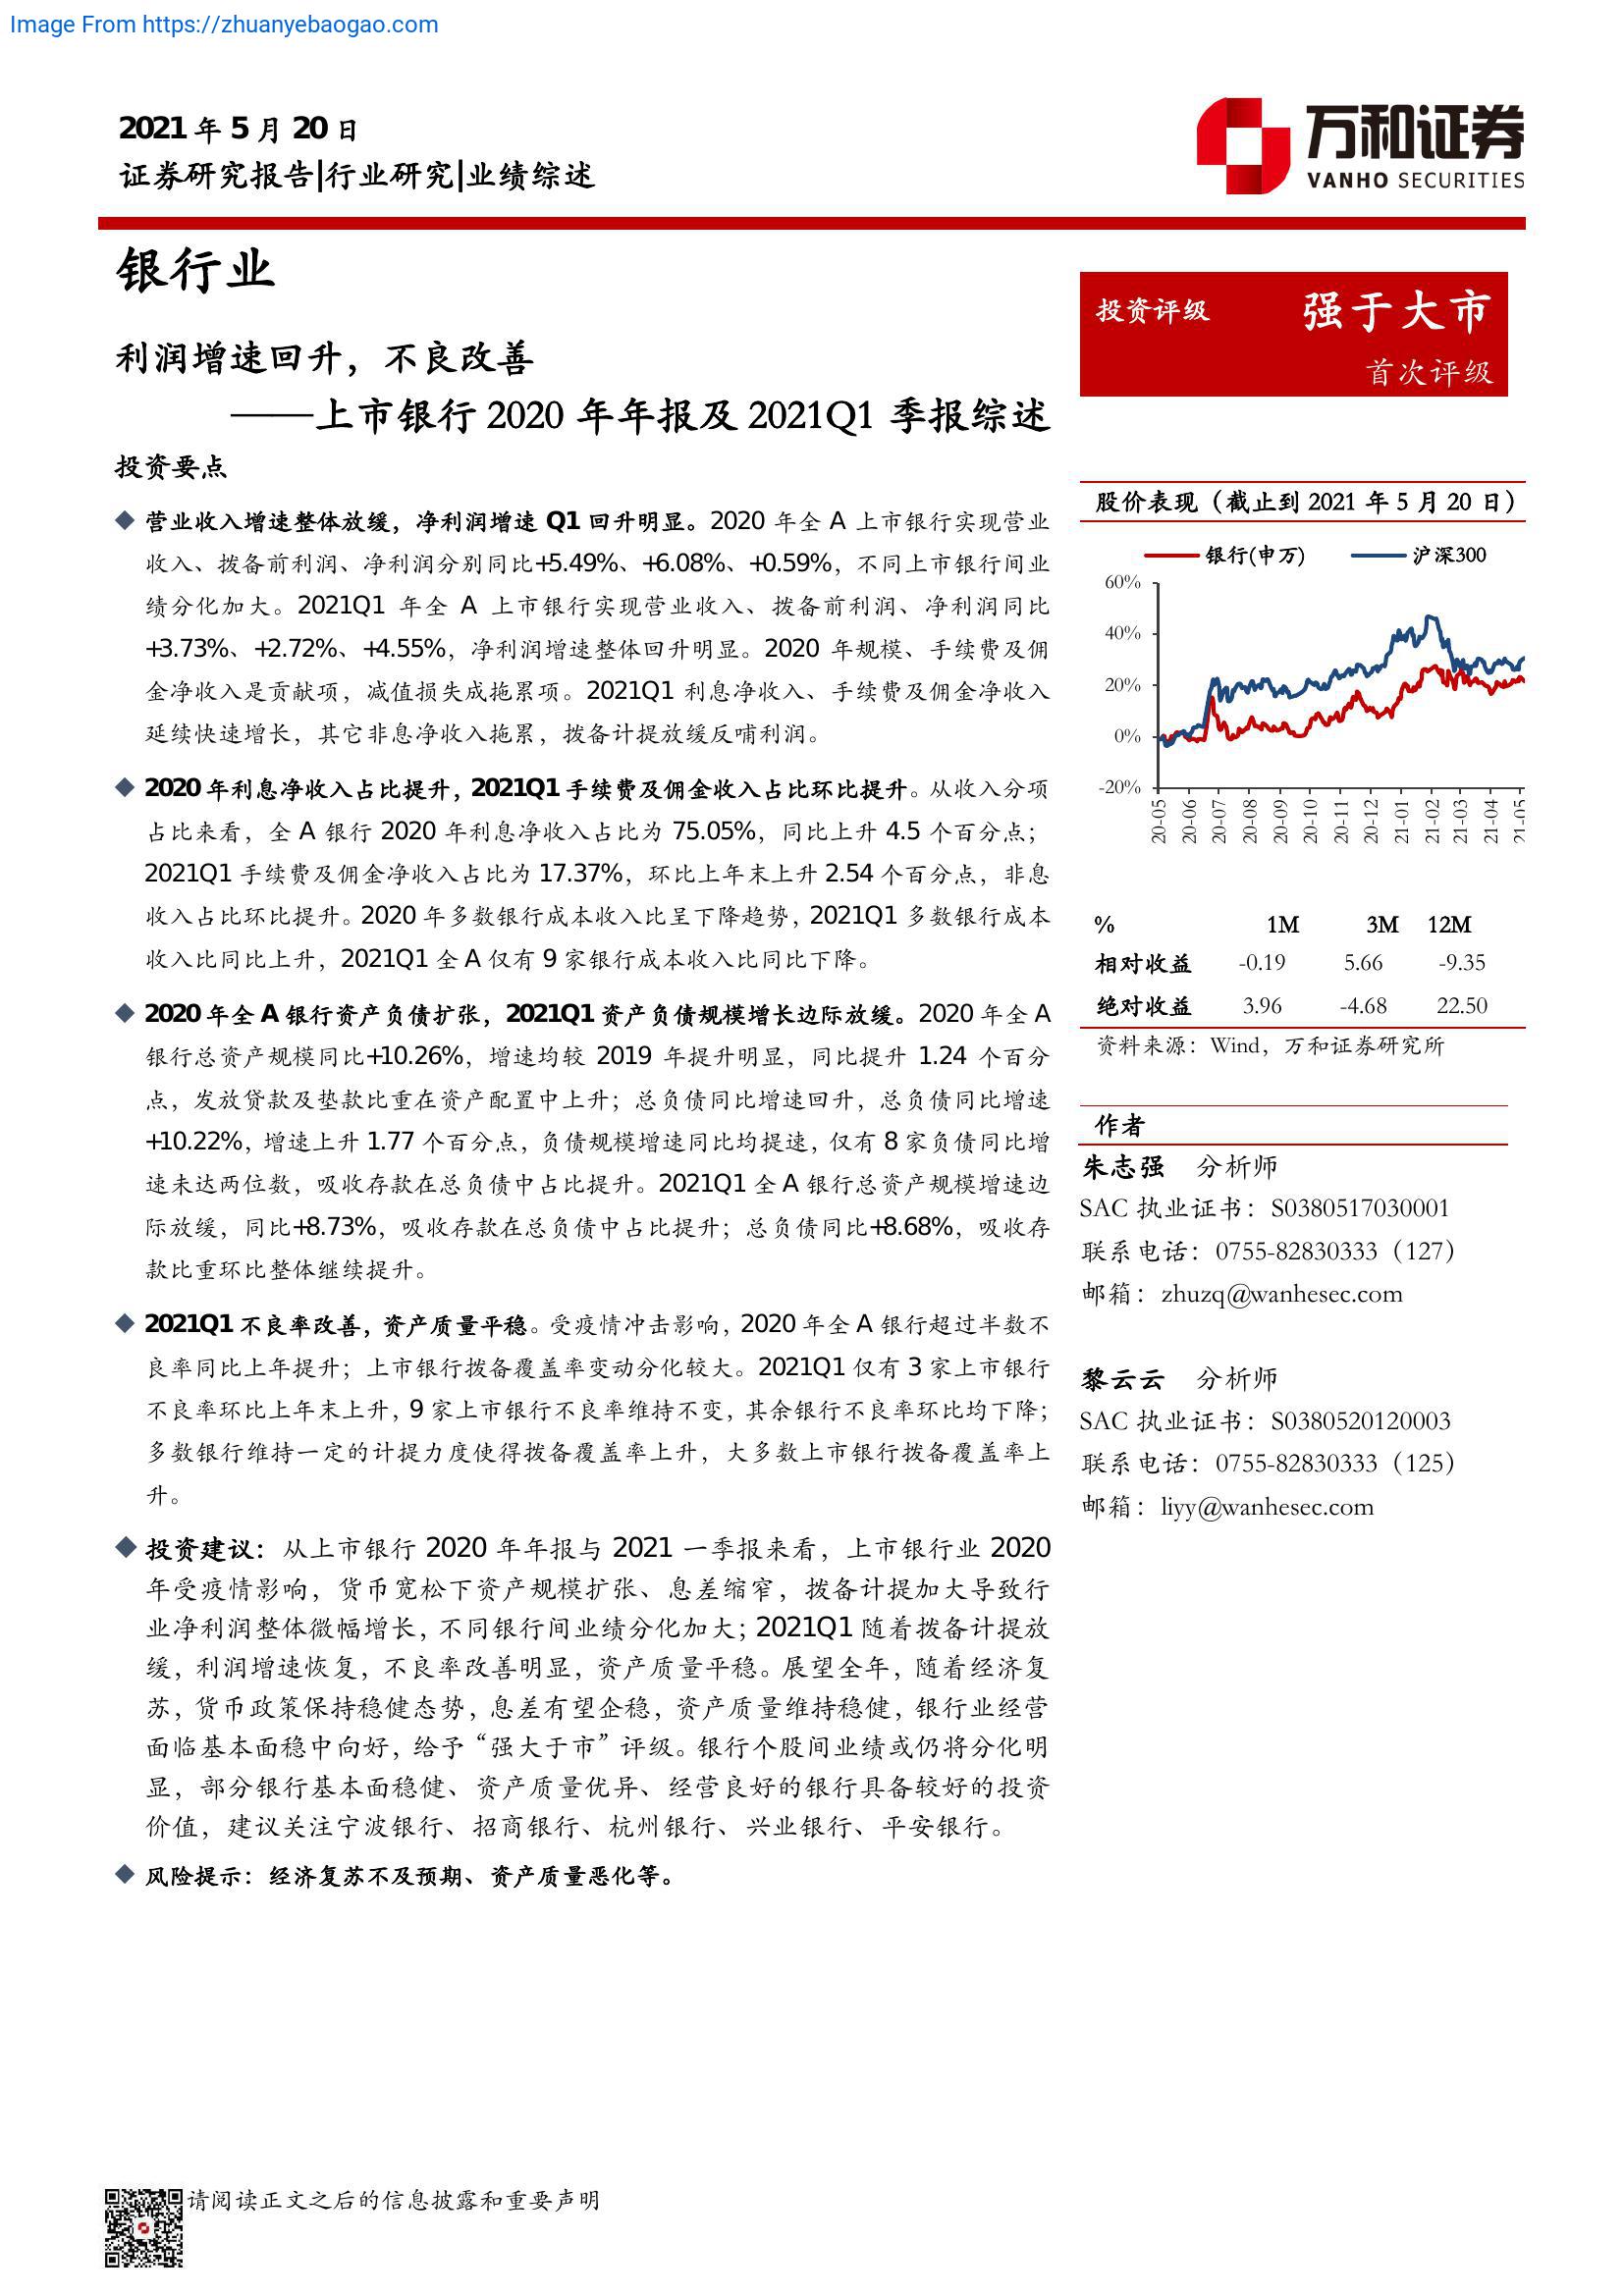 Image From https://zhuanyebaogao.com
2021 年 5 月 20 日
证券研究报告|行业研究|业绩综述
万和证券
VANHO SECURITIES
银行业
利润增速回升，不良改善
——上市银行 2020 年年报及 2021Q1 季报综述
投资要点
◆ 营业收入增速整体放缓，净利润增速 Q1 回升明显。2020 年全 A 上市银行实现营业
收入、拨备前利润、净利润分别同比+5.49%、+6.08%、+0.59%，不同上市银行间业
绩分化加大。2021Q1 年全 A 上市银行实现营业收入、拨备前利润、净利润同比
+3.73%、+2.72%、+4.55%，净利润增速整体回升明显。2020 年规模、手续费及佣
金净收入是贡献项，减值损失成拖累项。2021Q1 利息净收入、手续费及佣金净收入
延续快速增长，其它非息净收入拖累，拨备计提放缓反哺利润。
◆ 2020 年利息净收入占比提升，2021Q1 手续费及佣金收入占比环比提升。从收入分项
占比来看，全 A 银行 2020 年利息净收入占比为 75.05%，同比上升 4.5 个百分点；
2021Q1 手续费及佣金净收入占比为 17.37%，环比上年末上升 2.54 个百分点，非息
收入占比环比提升。2020 年多数银行成本收入比呈下降趋势，2021Q1 多数银行成本
收入比同比上升，2021Q1 全 A 仅有 9 家银行成本收入比同比下降。
◆ 2020 年全 A 银行资产负债扩张，2021Q1 资产负债规模增长边际放缓。2020 年全 A
银行总资产规模同比+10.26%，增速均较 2019 年提升明显，同比提升 1.24 个百分
点，发放贷款及垫款比重在资产配置中上升；总负债同比增速回升，总负债同比增速
+10.22%，增速上升 1.77 个百分点，负债规模增速同比均提速，仅有 8 家负债同比增
速未达两位数，吸收存款在总负债中占比提升。2021Q1 全 A 银行总资产规模增速边
际放缓，同比+8.73%，吸收存款在总负债中占比提升；总负债同比+8.68%，吸收存
款比重环比整体继续提升。
◆ 2021Q1 不良率改善，资产质量平稳。受疫情冲击影响，2020 年全 A 银行超过半数不
良率同比上年提升；上市银行拨备覆盖率变动分化较大。2021Q1 仅有 3 家上市银行
不良率环比上年末上升，9 家上市银行不良率维持不变，其余银行不良率环比均下降；
多数银行维持一定的计提力度使得拨备覆盖率上升，大多数上市银行拨备覆盖率上
升。
◆ 投资建议：从上市银行 2020 年年报与 2021 一季报来看，上市银行业 2020
年受疫情影响，货币宽松下资产规模扩张、息差缩窄，拨备计提加大导致行
业净利润整体微幅增长，不同银行间业绩分化加大；2021Q1 随着拨备计提放
缓，利润增速恢复，不良率改善明显，资产质量平稳。展望全年，随着经济复
苏，货币政策保持稳健态势，息差有望企稳，资产质量维持稳健，银行业经营
面临基本面稳中向好，给予“强大于市”评级。银行个股间业绩或仍将分化明
显，部分银行基本面稳健、资产质量优异、经营良好的银行具备较好的投资
价值，建议关注宁波银行、招商银行、杭州银行、兴业银行、平安银行。
◆ 风险提示：经济复苏不及预期、资产质量恶化等。
投资评级 强于大市
首次评级
股价表现（截止到 2021 年 5 月 20 日）
银行(申万) 沪深300
60%
40%
20%
0%
-20%
20-05 20-06 20-07 20-08 20-09 20-10 20-11 20-12 21-01 21-02 21-03 21-04 21-05
% 1M 3M 12M
相对收益 -0.19 5.66 -9.35
绝对收益 3.96 -4.68 22.50
资料来源：Wind，万和证券研究所
作者
朱志强 分析师
SAC 执业证书：S0380517030001
联系电话：0755-82830333（127）
邮箱：zhuzq@wanhesec.com
黎云云 分析师
SAC 执业证书：S0380520120003
联系电话：0755-82830333（125）
邮箱：liyy@wanhesec.com
请阅读正文之后的信息披露和重要声明